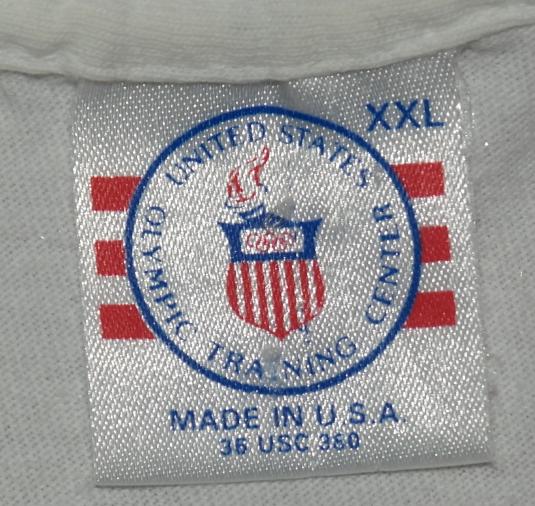 XXL
UNITED STATES
OLYMPIC TRAINING CENTER
MADE IN U.S.A.
36 USC 380